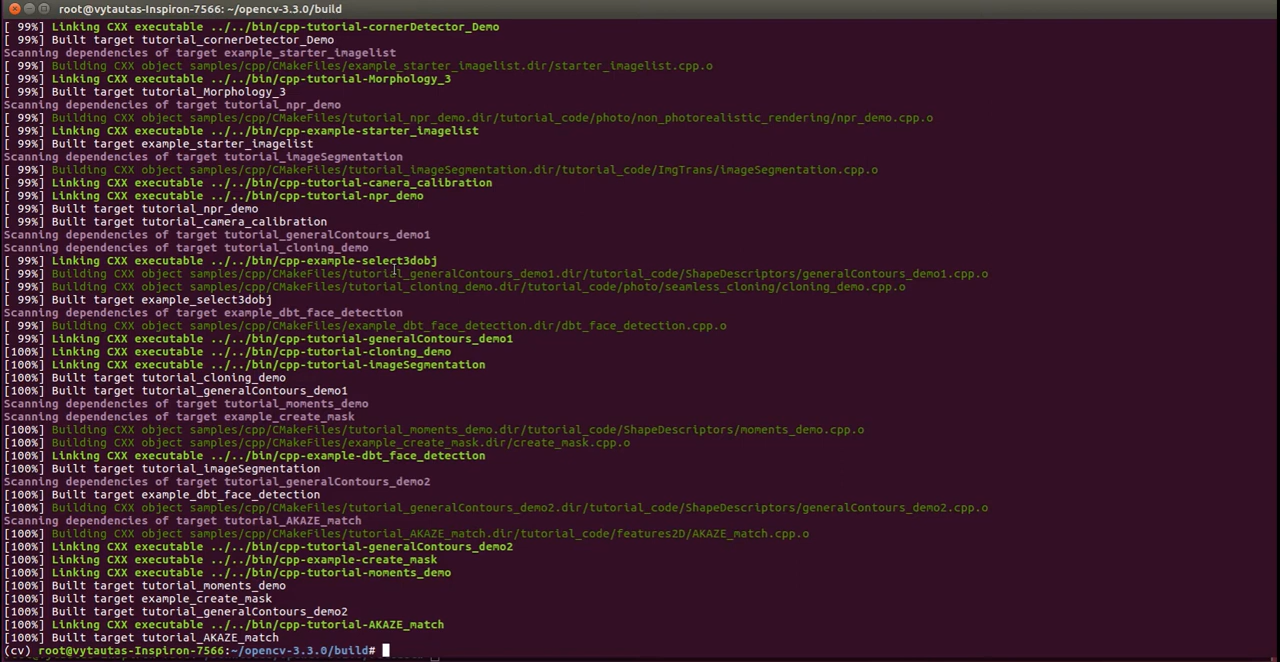 root@vytautas-Inspiron-7566: ~/opencv-3.3.0/build
[ 99%] Linking CXX executable ../../bin/cpp-tutorial-cornerDetector_Demo
[ 99%] Built target tutorial_cornerDetector_Demo
Scanning dependencies of target example_starter_imagelist
[ 99%] Building CXX object samples/cpp/CMakeFiles/example_starter_imagelist.dir/starter_imagelist.cpp.o
[ 99%] Linking CXX executable ../../bin/cpp-tutorial-Morphology_3
[ 99%] Built target tutorial_Morphology_3
Scanning dependencies of target tutorial_npr_demo
[ 99%] Building CXX object samples/cpp/CMakeFiles/tutorial_npr_demo.dir/tutorial_code/photo/non_photorealistic_rendering/npr_demo.cpp.o
[ 99%] Linking CXX executable ../../bin/cpp-example-starter_imagelist
[ 99%] Built target example_starter_imagelist
Scanning dependencies of target tutorial_imageSegmentation
[ 99%] Building CXX object samples/cpp/CMakeFiles/tutorial_imageSegmentation.dir/tutorial_code/ImgTrans/imageSegmentation.cpp.o
[ 99%] Linking CXX executable ../../bin/cpp-tutorial-camera_calibration
[ 99%] Linking CXX executable ../../bin/cpp-tutorial-npr_demo
[ 99%] Built target tutorial_npr_demo
[ 99%] Built target tutorial_camera_calibration
Scanning dependencies of target tutorial_generalContours_demo1
Scanning dependencies of target tutorial_cloning_demo
[ 99%] Linking CXX executable ../../bin/cpp-example-select3dobj
[ 99%] Building CXX object samples/cpp/CMakeFiles/tutorial_generalContours_demo1.dir/tutorial_code/ShapeDescriptors/generalContours_demo1.cpp.o
[ 99%] Building CXX object samples/cpp/CMakeFiles/tutorial_cloning_demo.dir/tutorial_code/photo/seamless_cloning/cloning_demo.cpp.o
[ 99%] Built target example_select3dobj
Scanning dependencies of target example_dbt_face_detection
[ 99%] Building CXX object samples/cpp/CMakeFiles/example_dbt_face_detection.dir/dbt_face_detection.cpp.o
[ 99%] Linking CXX executable ../../bin/cpp-tutorial-generalContours_demo1
[100%] Linking CXX executable ../../bin/cpp-tutorial-cloning_demo
[100%] Linking CXX executable ../../bin/cpp-tutorial-imageSegmentation
[100%] Built target tutorial_cloning_demo
[100%] Built target tutorial_generalContours_demo1
Scanning dependencies of target tutorial_moments_demo
Scanning dependencies of target example_create_mask
[100%] Building CXX object samples/cpp/CMakeFiles/tutorial_moments_demo.dir/tutorial_code/ShapeDescriptors/moments_demo.cpp.o
[100%] Building CXX object samples/cpp/CMakeFiles/example_create_mask.dir/create_mask.cpp.o
[100%] Linking CXX executable ../../bin/cpp-example-dbt_face_detection
[100%] Built target tutorial_imageSegmentation
Scanning dependencies of target tutorial_generalContours_demo2
[100%] Built target example_dbt_face_detection
[100%] Building CXX object samples/cpp/CMakeFiles/tutorial_generalContours_demo2.dir/tutorial_code/ShapeDescriptors/generalContours_demo2.cpp.o
Scanning dependencies of target tutorial_AKAZE_match
[100%] Building CXX object samples/cpp/CMakeFiles/tutorial_AKAZE_match.dir/tutorial_code/features2D/AKAZE_match.cpp.o
[100%] Linking CXX executable ../../bin/cpp-tutorial-generalContours_demo2
[100%] Linking CXX executable ../../bin/cpp-example-create_mask
[100%] Linking CXX executable ../../bin/cpp-tutorial-moments_demo
[100%] Built target tutorial_moments_demo
[100%] Built target example_create_mask
[100%] Built target tutorial_generalContours_demo2
[100%] Linking CXX executable ../../bin/cpp-tutorial-AKAZE_match
[100%] Built target tutorial_AKAZE_match
(cv) root@vytautas-Inspiron-7566:~/opencv-3.3.0/build#